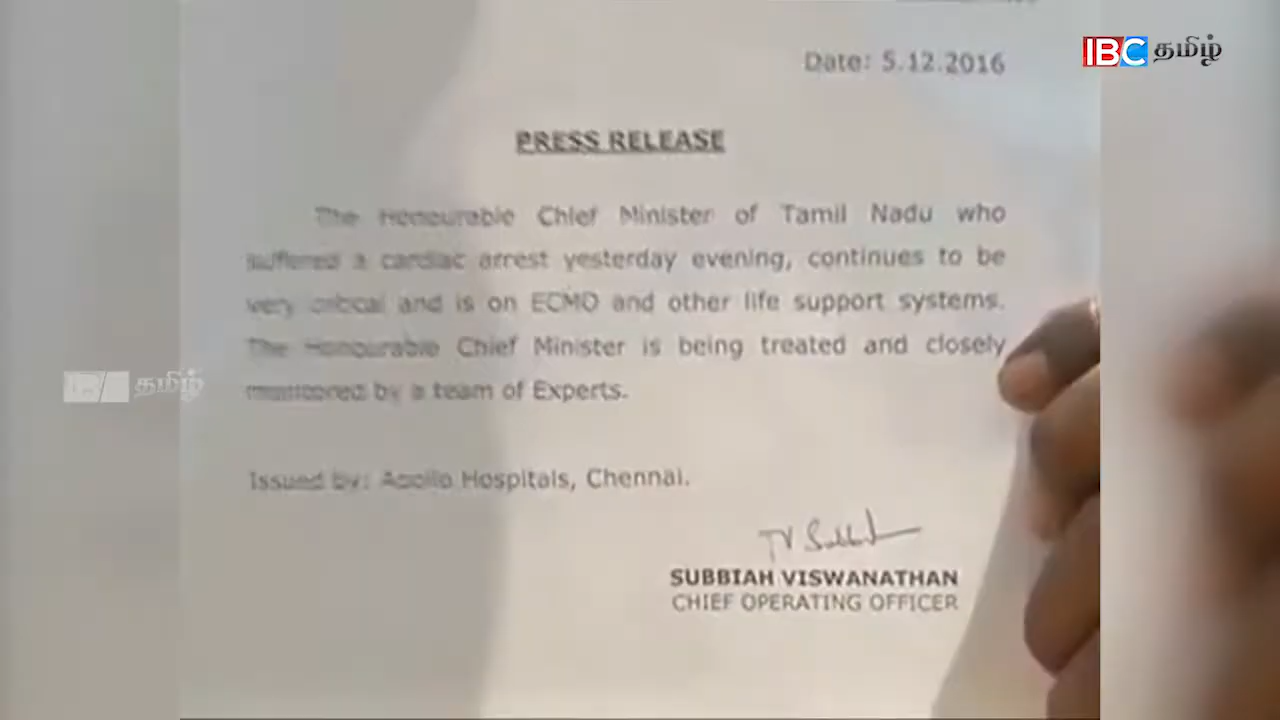 IBC தமிழ்
Date: 5.12.2016
PRESS RELEASE
The Honourable Chief Minister of Tamil Nadu who
suffered a cardiac arrest yesterday evening, continues to be
very critical and is on ECMO and other life support systems.
The Honourable Chief Minister is being treated and closely
monitored by a team of Experts.
IBC தமிழ்
Issued by: Apollo Hospitals, Chennai.
SUBBIAH VISWANATHAN
CHIEF OPERATING OFFICER